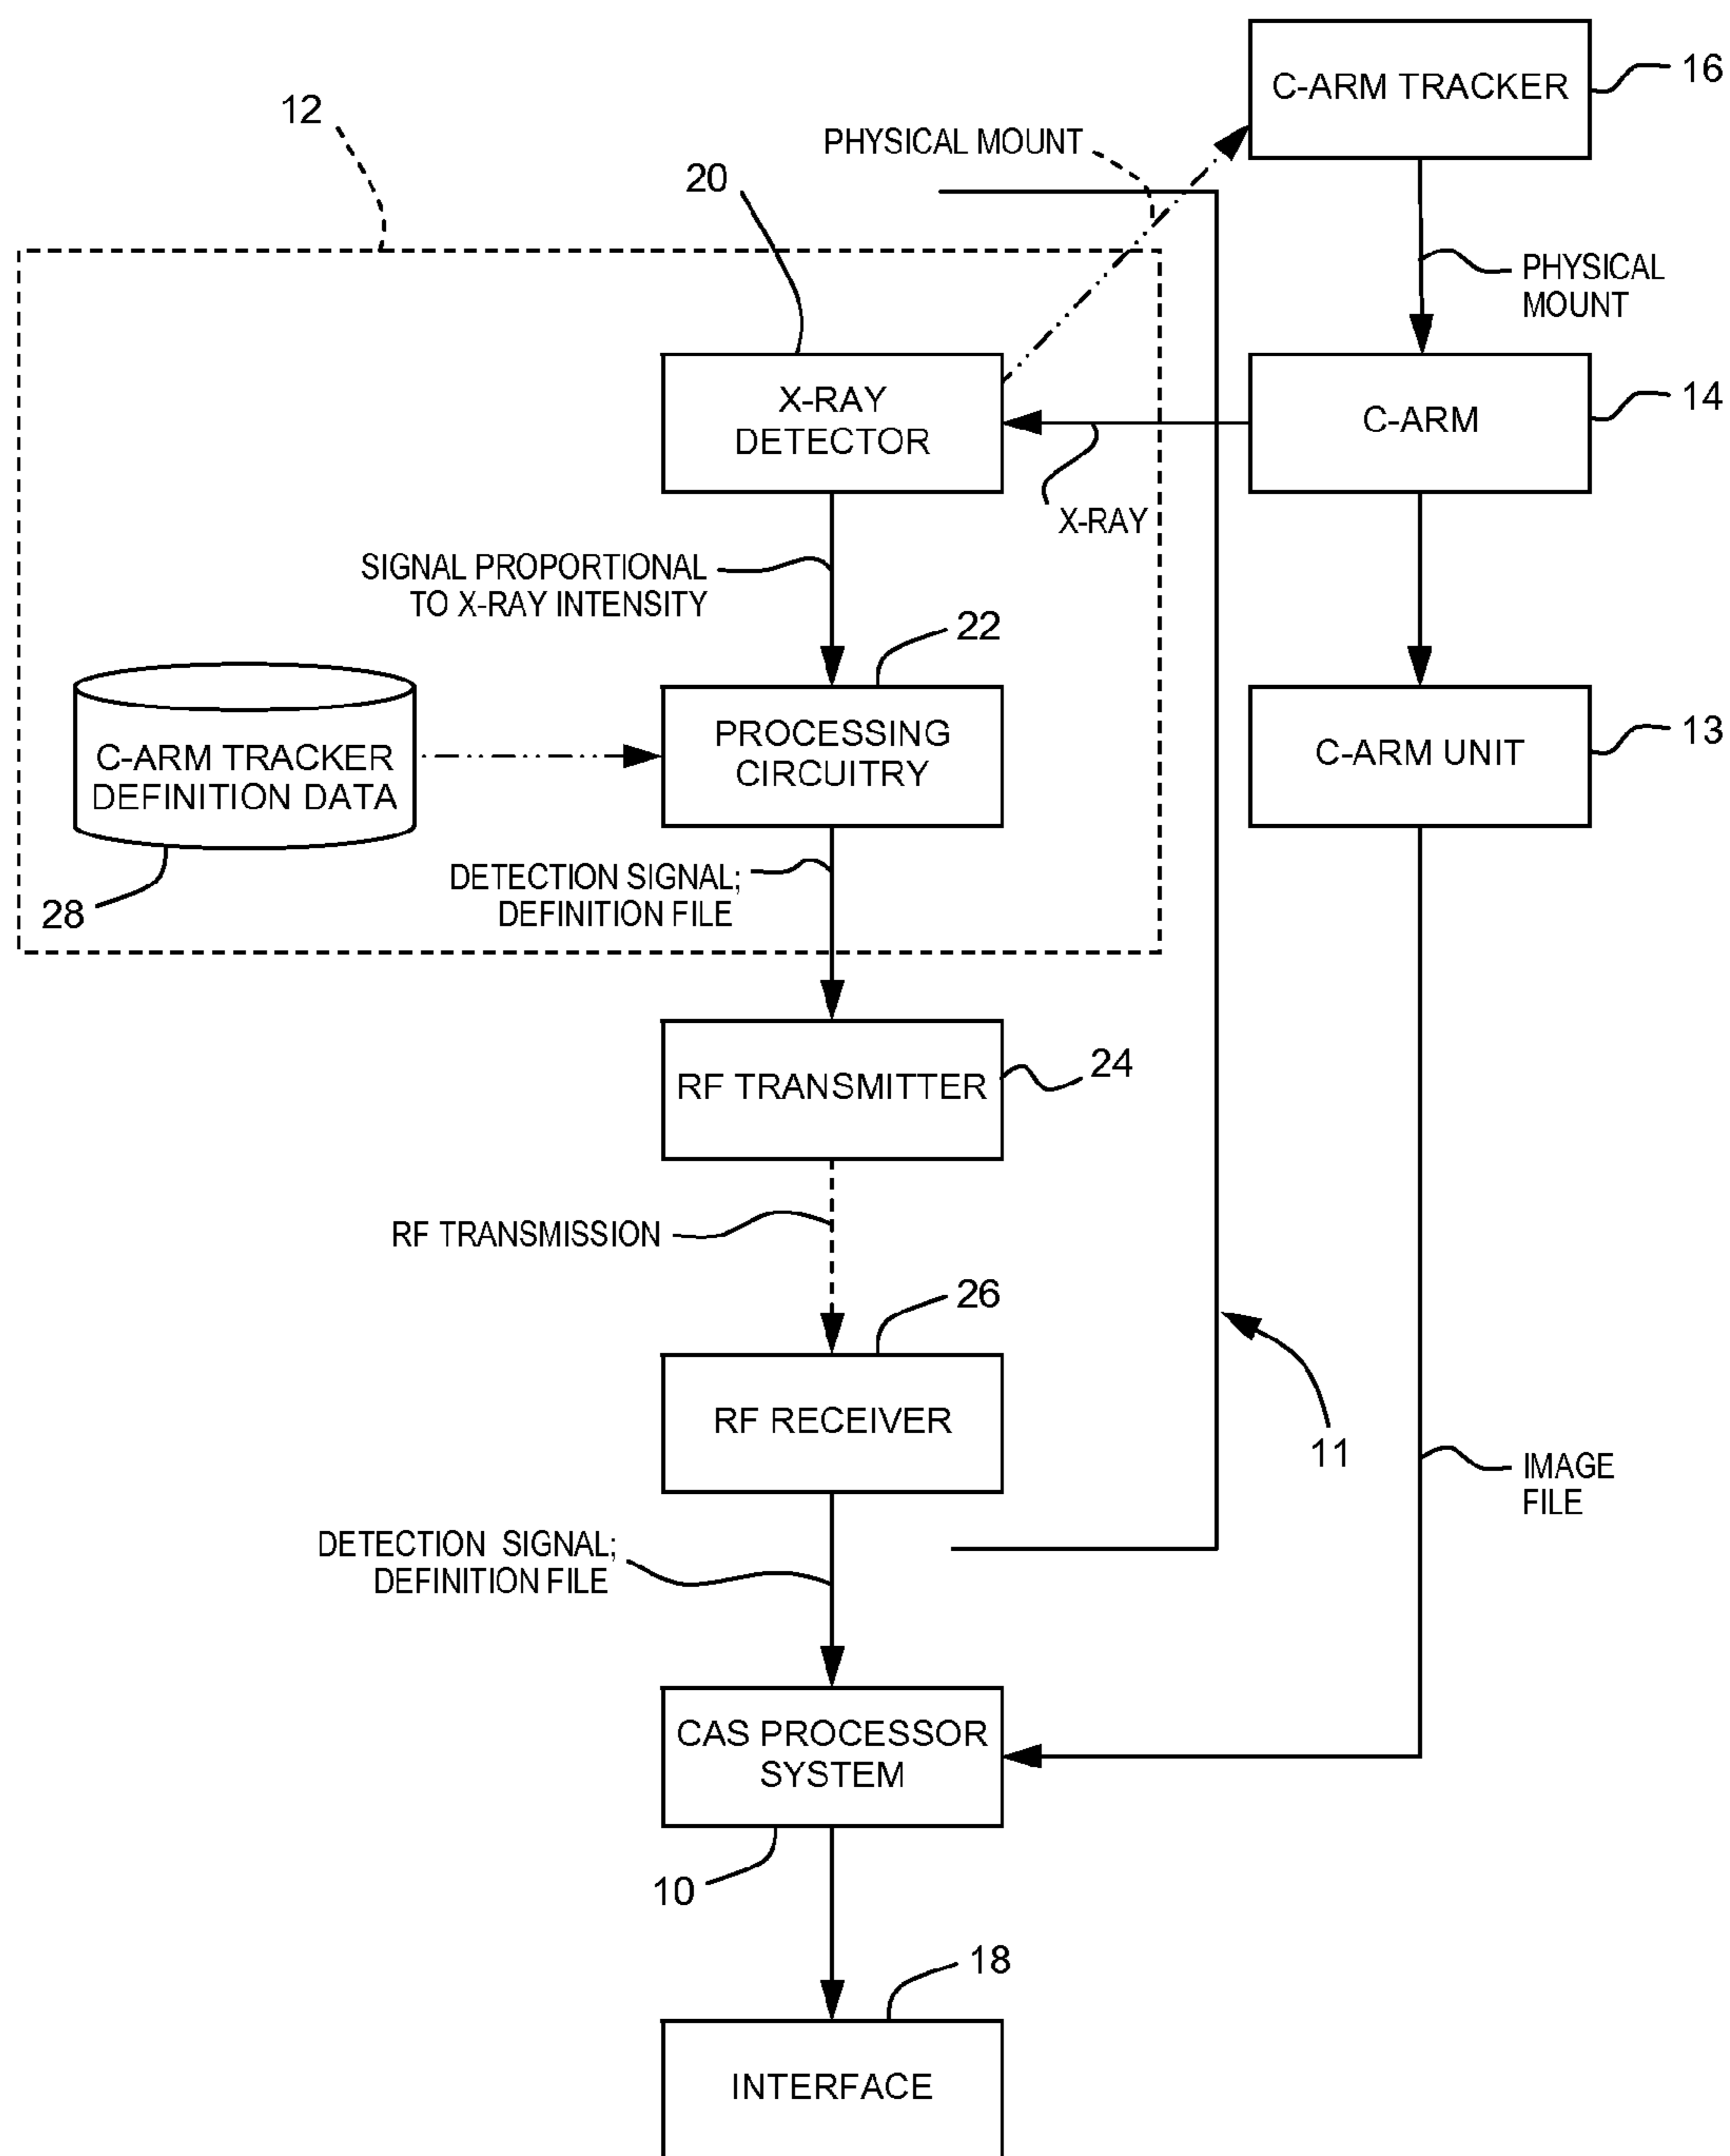 C-ARM TRACKER
16
12
PHYSICAL MOUNT
20
PHYSICAL
MOUNT
X-RAY
DETECTOR
C-ARM
14
X-RAY
SIGNAL PROPORTIONAL
TO X-RAY INTENSITY
22
C-ARM TRACKER
DEFINITION DATA
PROCESSING
CIRCUITRY
C-ARM UNIT
13
28
DETECTION SIGNAL;
DEFINITION FILE
RF TRANSMITTER
24
RF TRANSMISSION
26
RF RECEIVER
11
IMAGE
FILE
DETECTION SIGNAL;
DEFINITION FILE
CAS PROCESSOR
SYSTEM
10
18
INTERFACE